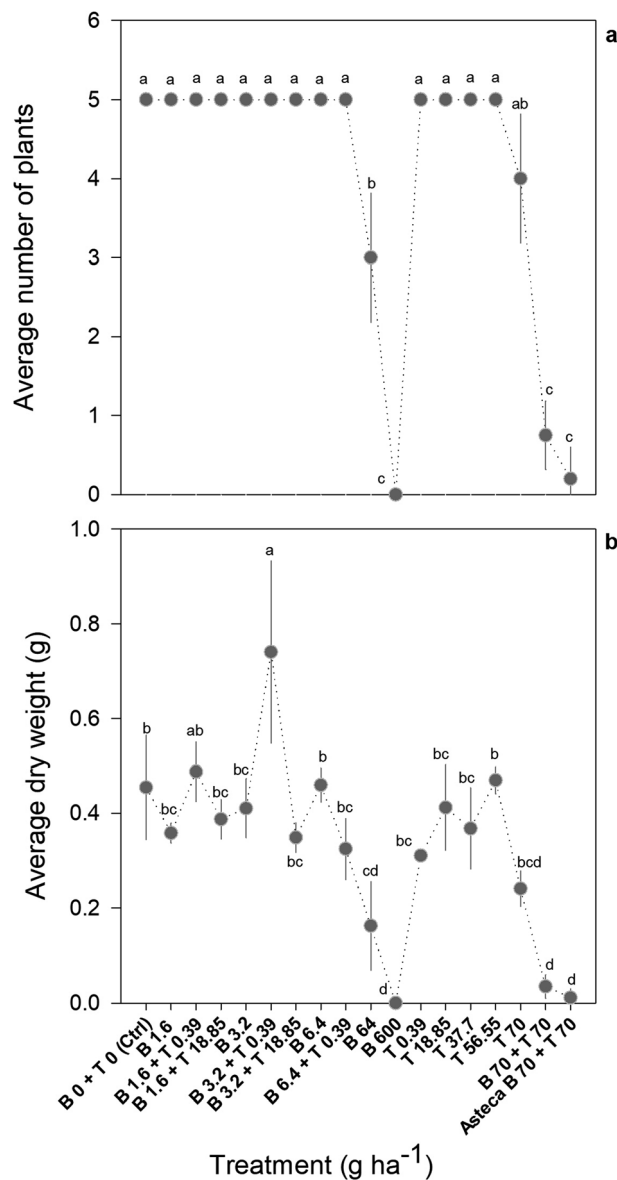 a
Average number of plants
6
5
4
3
2
1
0
a a a a a a a a a
b
c
a a a a
ab
c
c
b
Average dry weight (g)
1.0
0.8
0.6
0.4
0.2
0.0
b
bc
ab
bc
bc
a
bc
b
bc
cd
d
bc
bc
bc
b
bcd
d
d
B 0 + T 0 (Ctrl)
B 1.6
B 1.6 + T 0.39
B 1.6 + T 18.85
B 3.2
B 3.2 + T 0.39
B 3.2 + T 18.85
B 6.4
B 6.4 + T 0.39
B 64
B 600
T 0.39
T 18.85
T 37.7
T 56.55
T 70
B 70 + T 70
Asteca B 70 + T 70
Treatment (g ha⁻¹)